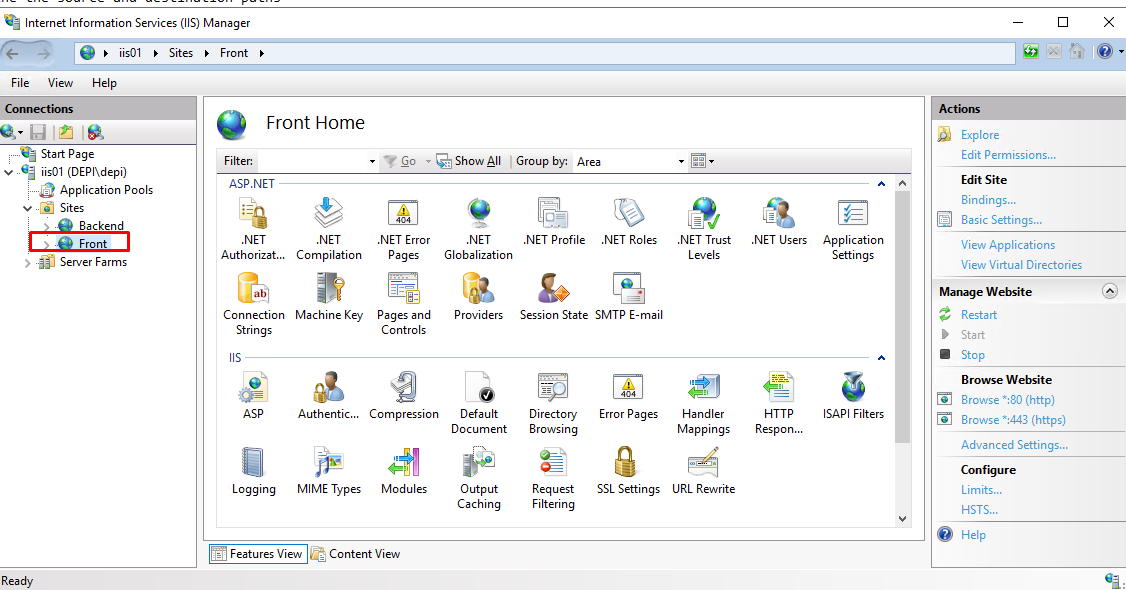 ne the source and destination paths
Internet Information Services (IIS) Manager
iis01 Sites Front
File View Help
Connections
Start Page
iis01 (DEPI\depi)
Application Pools
Sites
Backend
Front
Server Farms
Front Home
Filter: Go Show All Group by: Area
ASP.NET
.NET Authorizat...
.NET Compilation
.NET Error Pages
.NET Globalization
.NET Profile
.NET Roles
.NET Trust Levels
.NET Users
Application Settings
Connection Strings
Machine Key
Pages and Controls
Providers
Session State
SMTP E-mail
IIS
ASP
Authentic...
Compression
Default Document
Directory Browsing
Error Pages
Handler Mappings
HTTP Respon...
ISAPI Filters
Logging
MIME Types
Modules
Output Caching
Request Filtering
SSL Settings
URL Rewrite
Features View Content View
Actions
Explore
Edit Permissions...
Edit Site
Bindings...
Basic Settings...
View Applications
View Virtual Directories
Manage Website
Restart
Start
Stop
Browse Website
Browse *:80 (http)
Browse *:443 (https)
Advanced Settings...
Configure
Limits...
HSTS...
Help
Ready